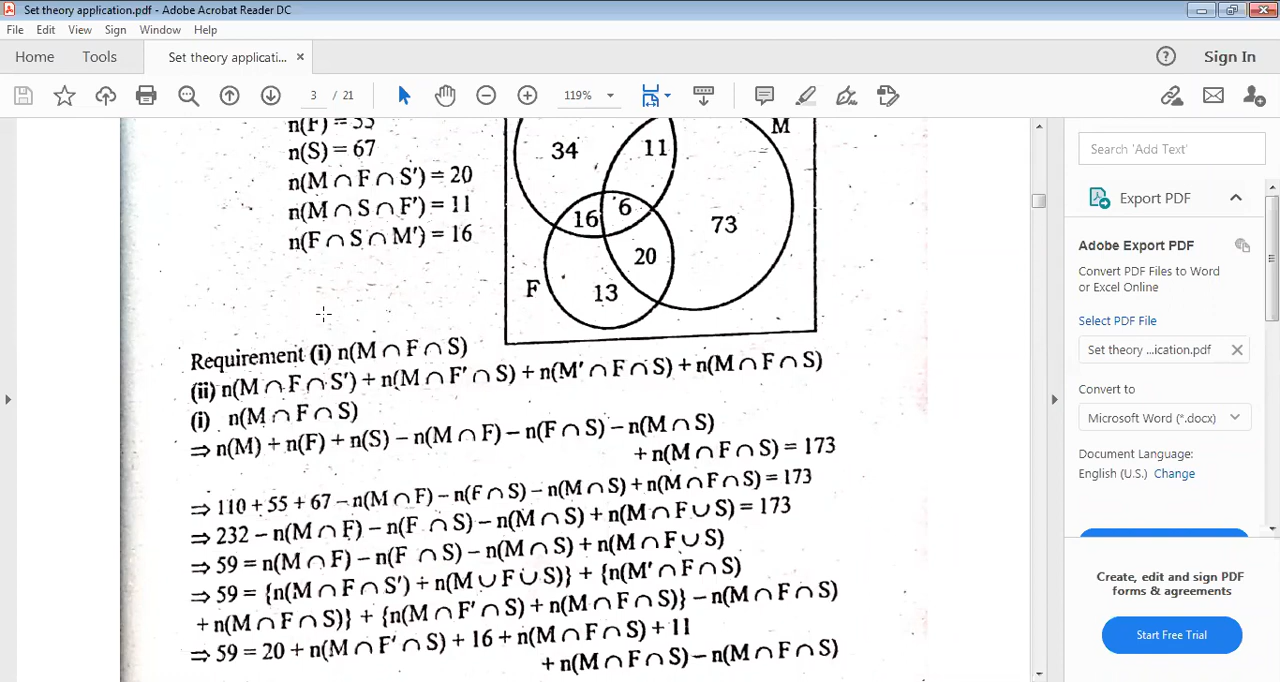 Set theory application.pdf - Adobe Acrobat Reader DC
File Edit View Sign Window Help
Home Tools Set theory applicati... × Sign In
3 / 21 119%
n(F) = 55
n(S) = 67
n(M ∩ F ∩ S′) = 20
n(M ∩ S ∩ F′) = 11
n(F ∩ S ∩ M′) = 16
M
34 11
16 6 73
20
F 13
Requirement (i) n(M ∩ F ∩ S)
(ii) n(M ∩ F ∩ S′) + n(M ∩ F′ ∩ S) + n(M′ ∩ F ∩ S) + n(M ∩ F ∩ S)
(i) n(M ∩ F ∩ S)
⇒ n(M) + n(F) + n(S) – n(M ∩ F) – n(F ∩ S) – n(M ∩ S)
+ n(M ∩ F ∩ S) = 173
⇒ 110 + 55 + 67 – n(M ∩ F) – n(F ∩ S) – n(M ∩ S) + n(M ∩ F ∩ S) = 173
⇒ 232 – n(M ∩ F) – n(F ∩ S) – n(M ∩ S) + n(M ∩ F ∪ S) = 173
⇒ 59 = n(M ∩ F) – n(F ∩ S) – n(M ∩ S) + n(M ∩ F ∪ S)
⇒ 59 = {n(M ∩ F ∩ S′) + n(M ∪ F ∪ S)} + {n(M′ ∩ F ∩ S)
+ n(M ∩ F ∩ S)} + {n(M ∩ F′ ∩ S) + n(M ∩ F ∩ S)} – n(M ∩ F ∩ S)
⇒ 59 = 20 + n(M ∩ F′ ∩ S) + 16 + n(M ∩ F ∩ S) + 11
+ n(M ∩ F ∩ S) – n(M ∩ F ∩ S)
Search 'Add Text'
Export PDF
Adobe Export PDF
Convert PDF Files to Word
or Excel Online
Select PDF File
Set theory ...ication.pdf ×
Convert to
Microsoft Word (*.docx)
Document Language:
English (U.S.) Change
Create, edit and sign PDF
forms & agreements
Start Free Trial